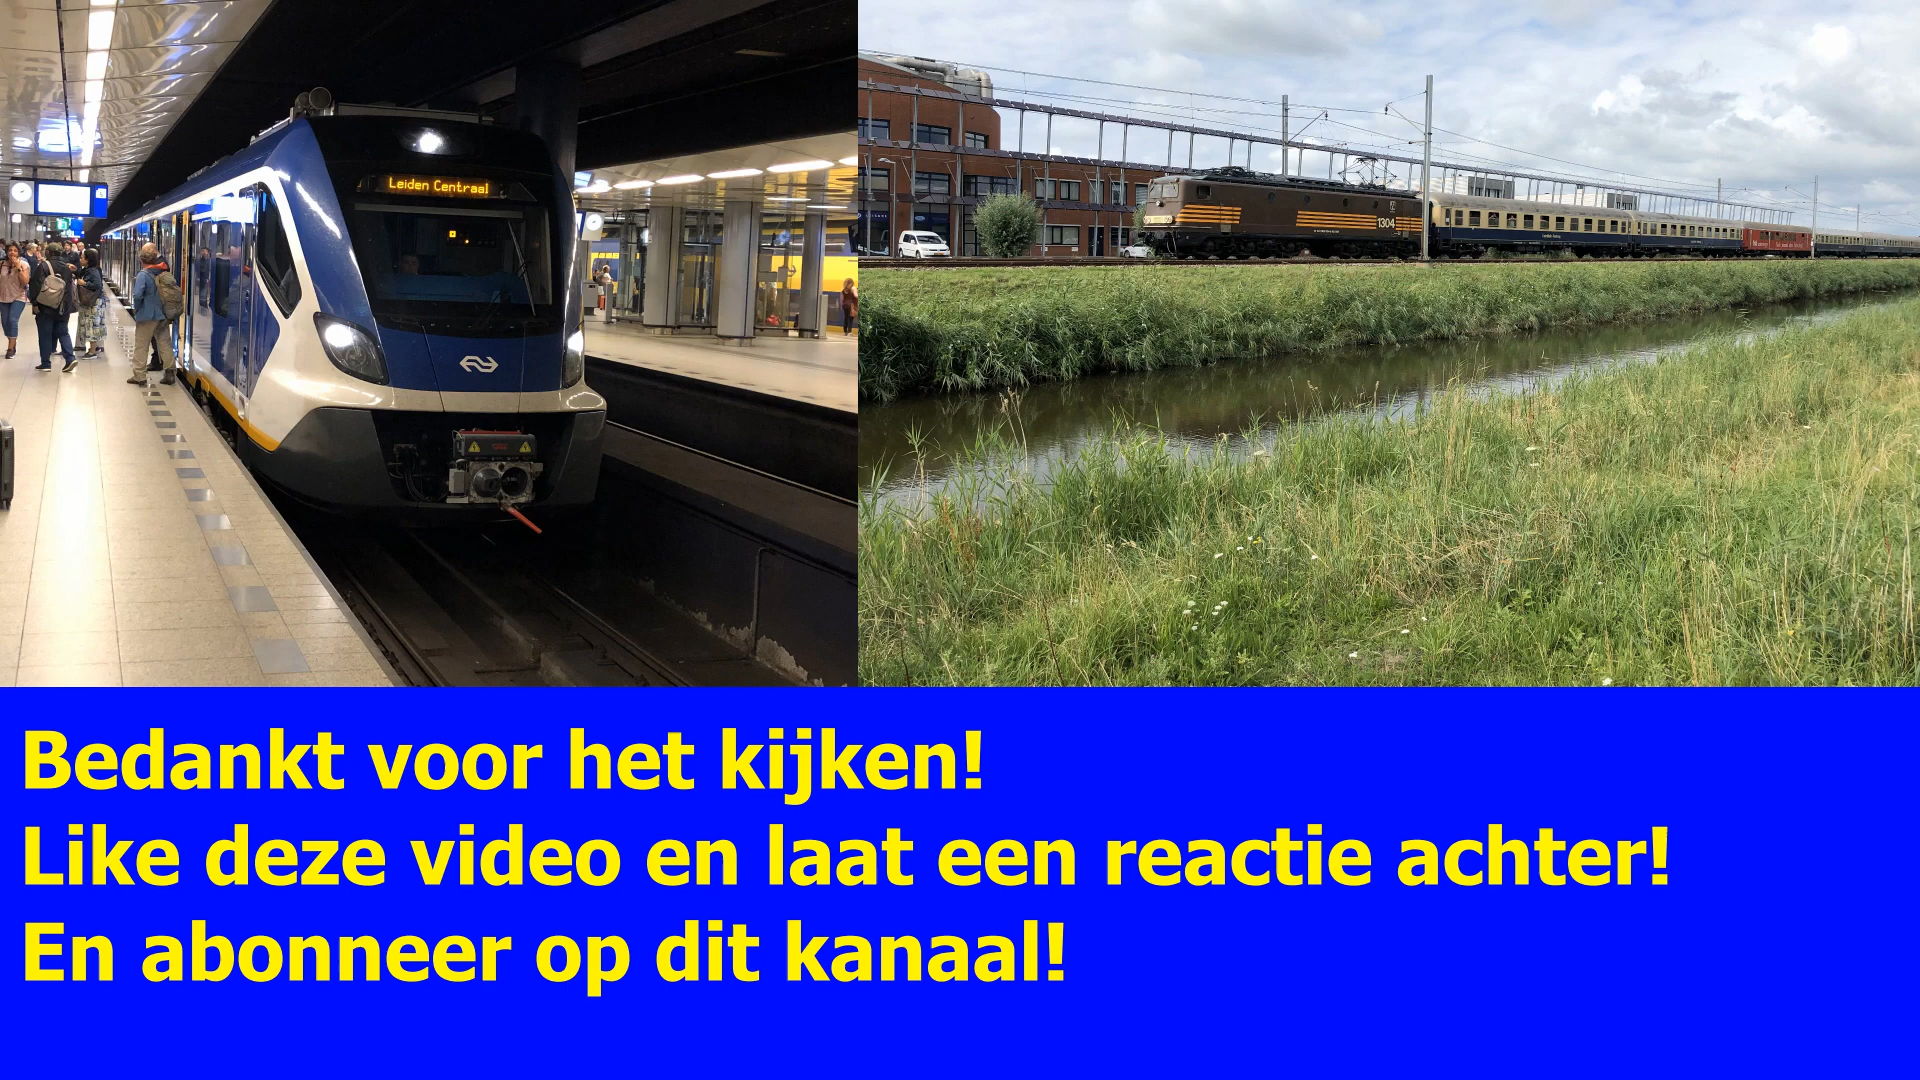 Leiden Centraal
1304
Bedankt voor het kijken!
Like deze video en laat een reactie achter!
En abonneer op dit kanaal!